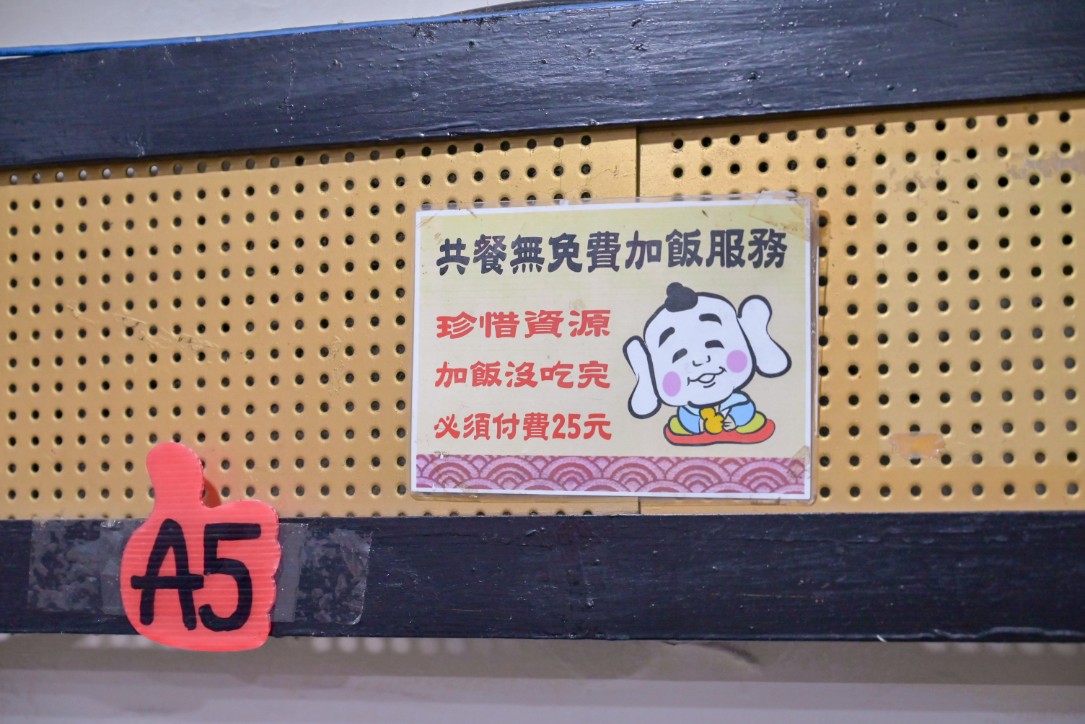 共餐無免費加飯服務
珍惜資源
加飯沒吃完
必須付費25元
A5